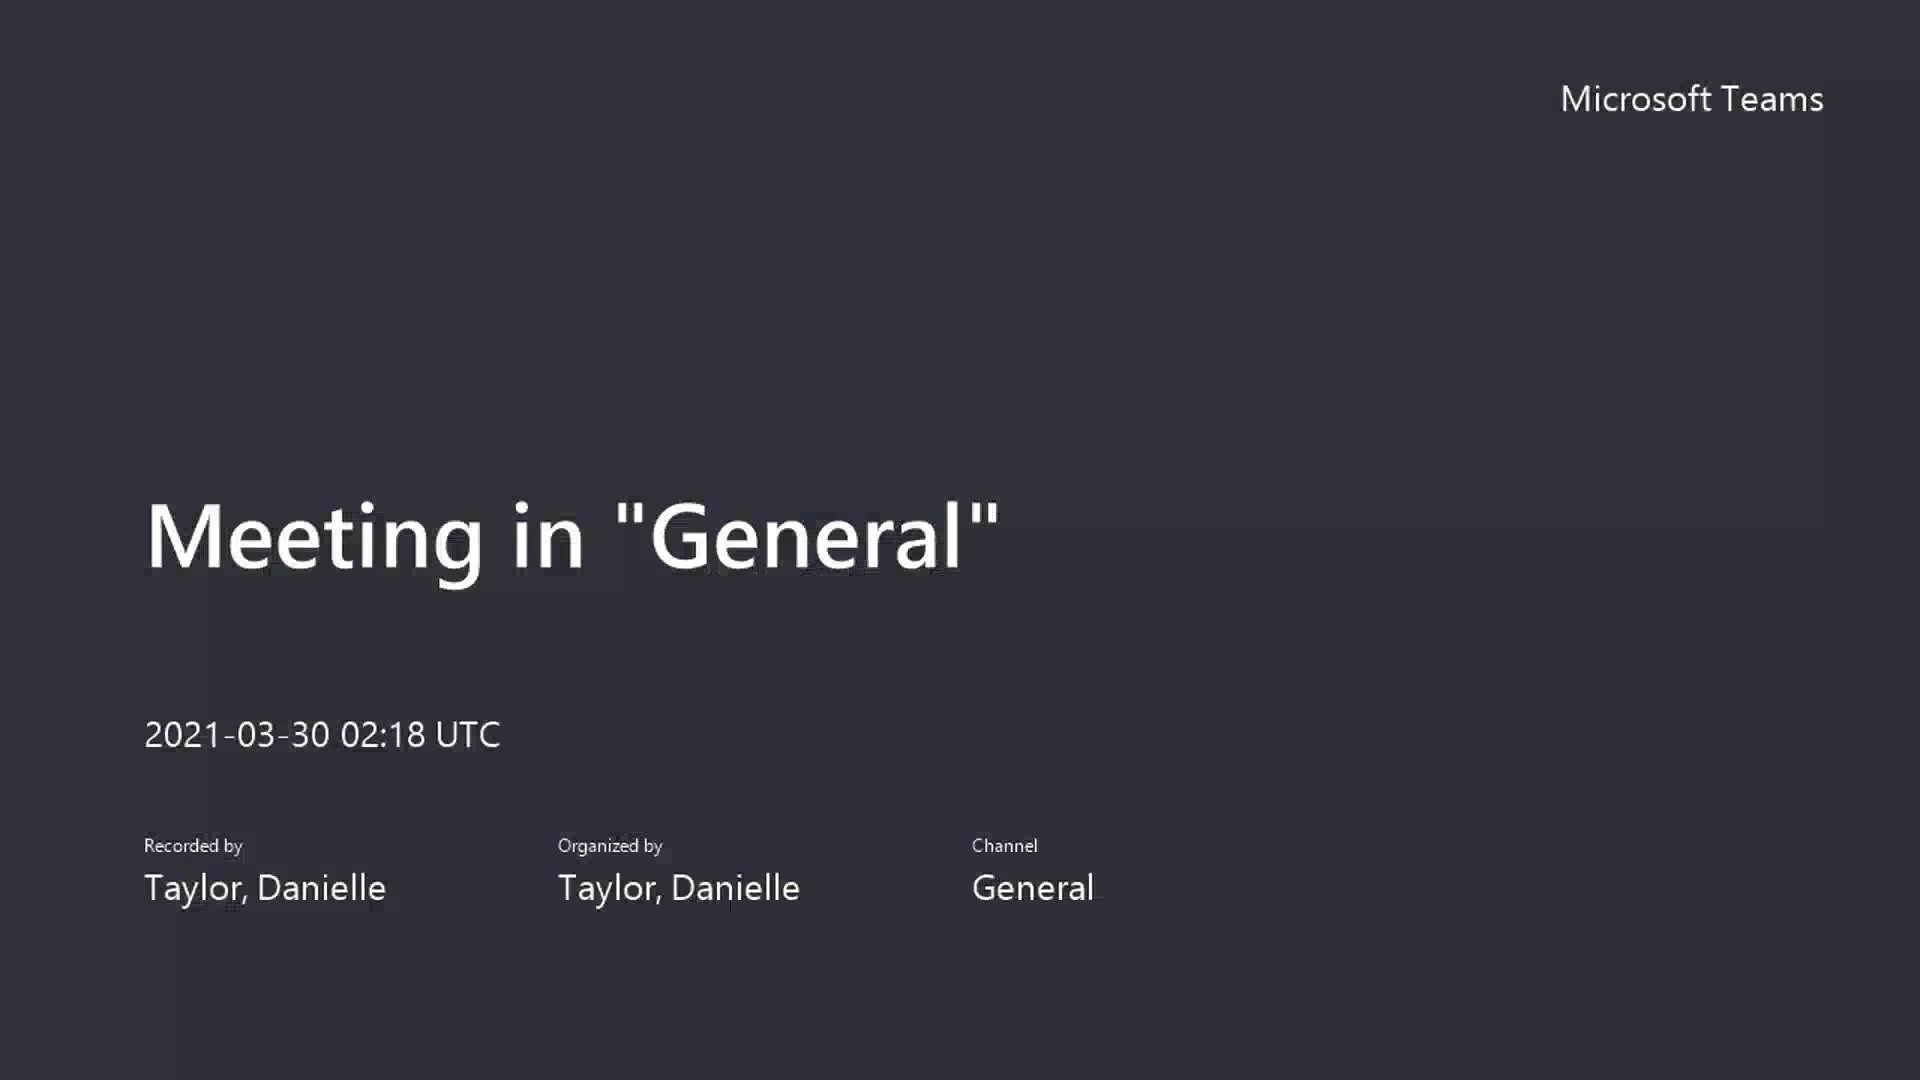 Microsoft Teams
Meeting in "General"
2021-03-30 02:18 UTC
Recorded by
Taylor, Danielle
Organized by
Taylor, Danielle
Channel
General